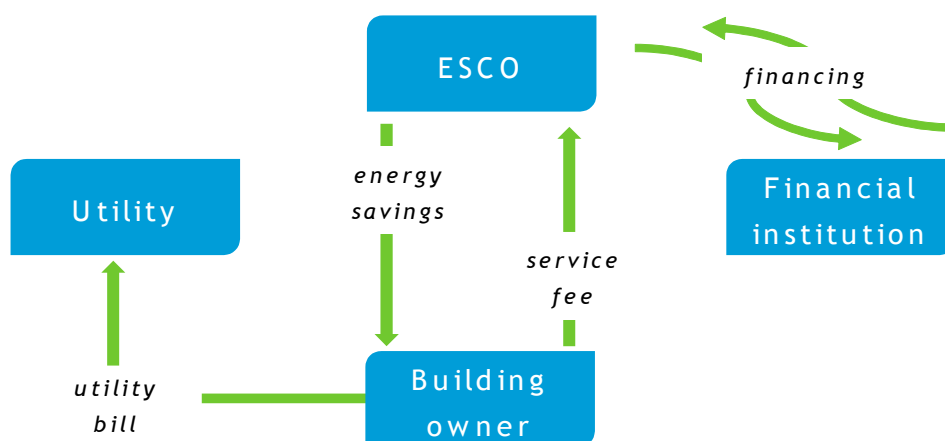 ESCO
financing
energy
savings
Utility
Financial
institution
service
fee
utility
bill
Building
owner